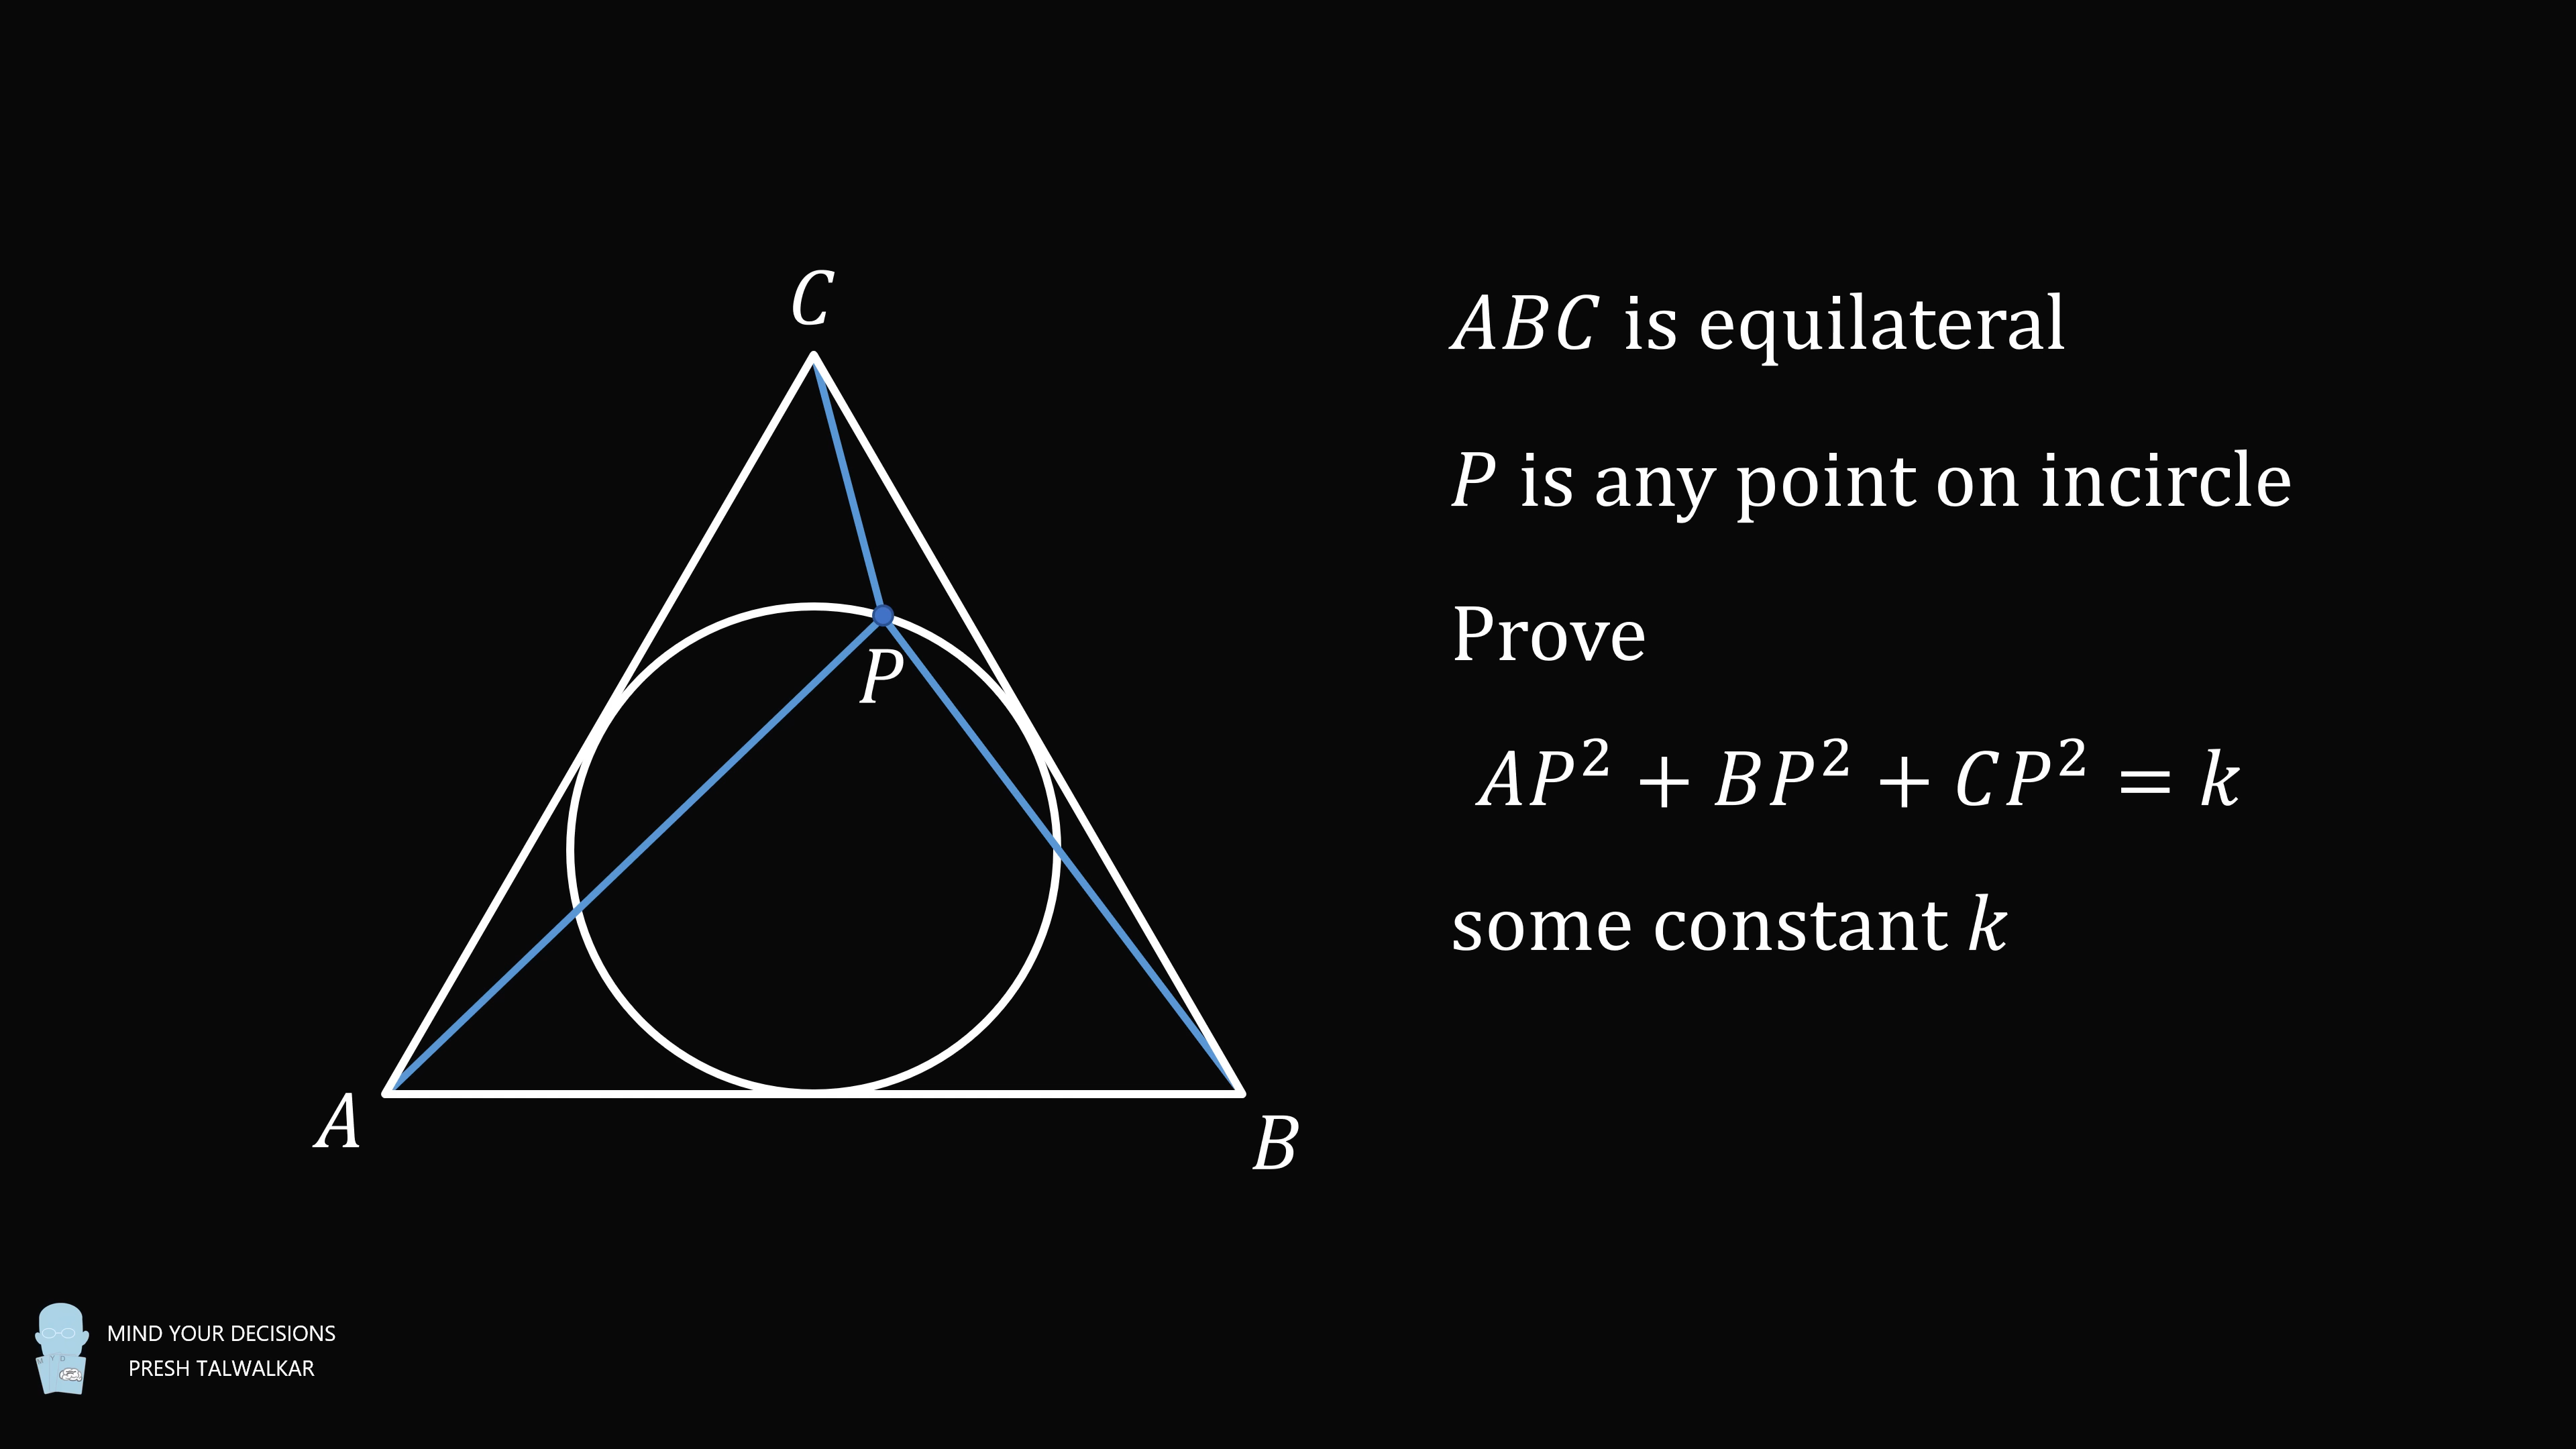 C
P
A
B
ABC is equilateral
P is any point on incircle
Prove
AP² + BP² + CP² = k
some constant k
MIND YOUR DECISIONS
PRESH TALWALKAR